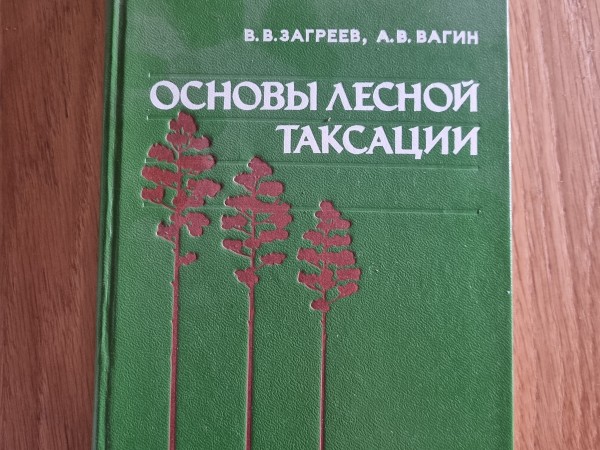 В. В. ЗАГРЕЕВ, А. В. ВАГИН
ОСНОВЫ ЛЕСНОЙ
ТАКСАЦИИ